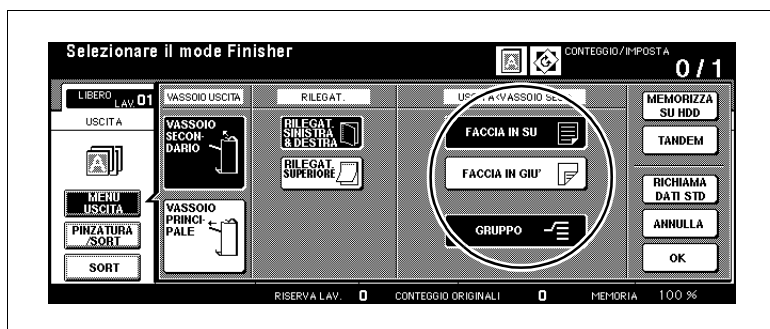 Selezionare il mode Finisher
CONTEGGIO/IMPOSTA
0/1
LIBERO
LAV. 01
USCITA
MENU
USCITA
PINZATURA
/SORT
SORT
VASSOIO USCITA
VASSOIO
SECON-
DARIO
VASSOIO
PRINCI-
PALE
RILEGAT.
RILEGAT.
SINISTRA
& DESTRA
RILEGAT.
SUPERIORE
FACCIA IN SU
FACCIA IN GIU'
GRUPPO
MEMORIZZA
SU HDD
TANDEM
RICHIAMA
DATI STD
ANNULLA
OK
RISERVA LAV. 0 CONTEGGIO ORIGINALI 0 MEMORIA 100 %